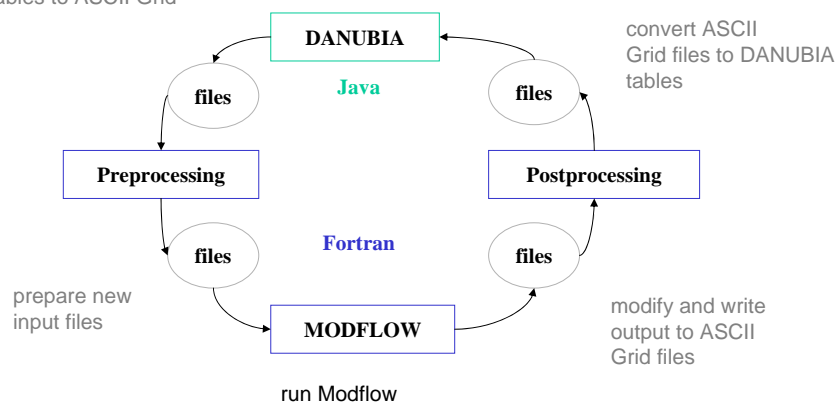 ables to ASCII Grid
DANUBIA
convert ASCII
Grid files to DANUBIA
tables
files
Java
files
Preprocessing
Postprocessing
files
Fortran
files
prepare new
input files
MODFLOW
modify and write
output to ASCII
Grid files
run Modflow